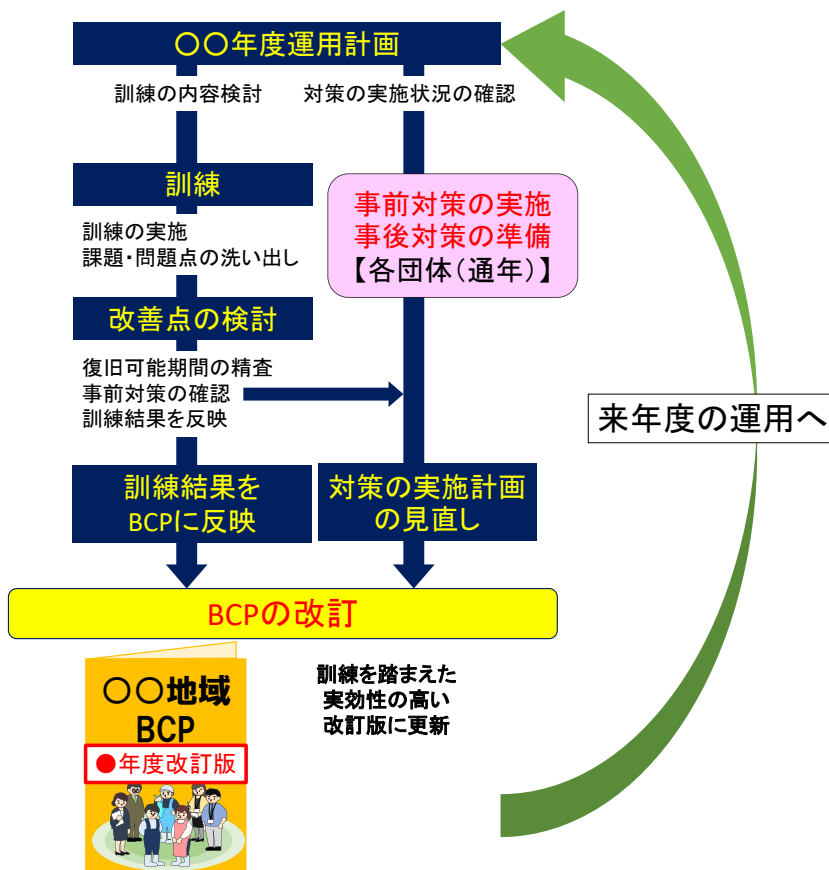 〇〇年度運用計画
訓練の内容検討
対策の実施状況の確認
訓練
訓練の実施
課題・問題点の洗い出し
事前対策の実施
事後対策の準備
【各団体(通年)】
改善点の検討
復旧可能期間の精査
事前対策の確認
訓練結果を反映
来年度の運用へ
訓練結果を
BCPに反映
対策の実施計画
の見直し
BCPの改訂
〇〇地域
BCP
●年度改訂版
訓練を踏まえた
実効性の高い
改訂版に更新